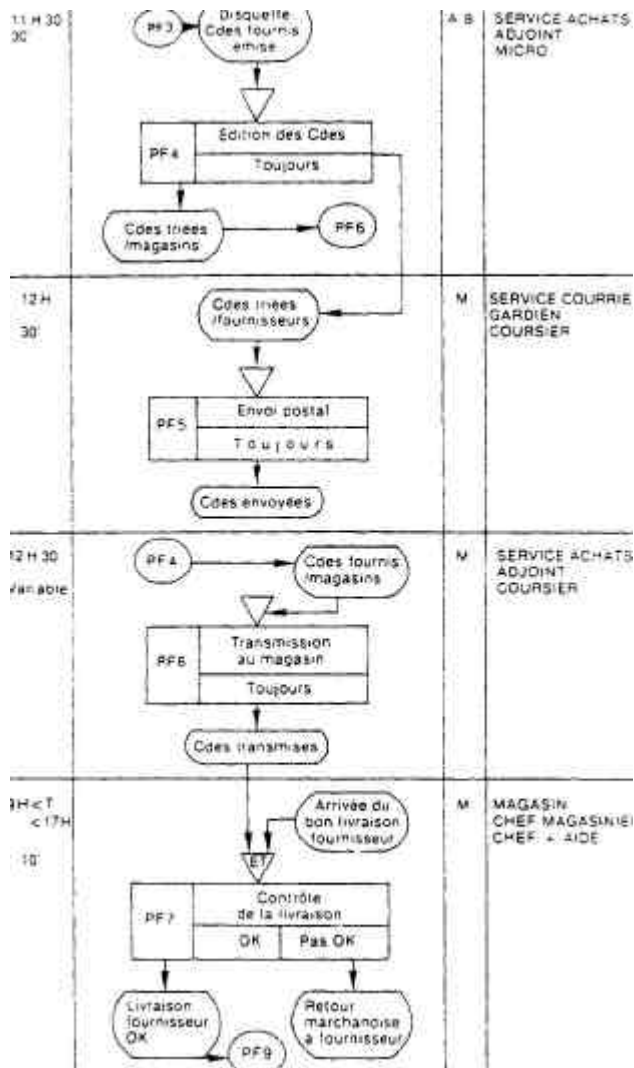 11 H 30
30'
PF3
Disquette
Cdes fournis
émise
A B
SERVICE ACHATS
ADJOINT
MICRO
PF4
Edition des Cdes
Toujours
Cdes triées
/magasins
PF6
12 H
30'
Cdes triées
/fournisseurs
M
SERVICE COURRIE
GARDIEN
COURSIER
PF5
Envoi postal
Toujours
Cdes envoyées
12 H 30
Variable
PF4
Cdes fournis
/magasins
M
SERVICE ACHATS
ADJOINT
COURSIER
PF6
Transmission
au magasin
Toujours
Cdes transmises
H < T
< 17H
10'
Arrivée du
bon livraison
fournisseur
ET
M
MAGASIN
CHEF MAGASINIE
CHEF + AIDE
PF7
Contrôle
de la livraison
OK
Pas OK
Livraison
fournisseur
OK
PF9
Retour
marchandise
à fournisseur